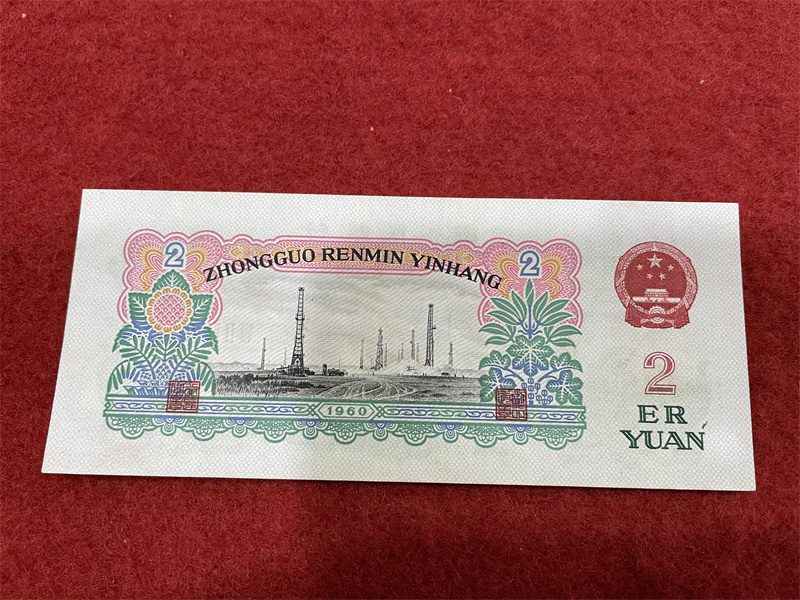 2
2
ZHONGGUO RENMIN YINHANG
1960
2
ER
YUAN